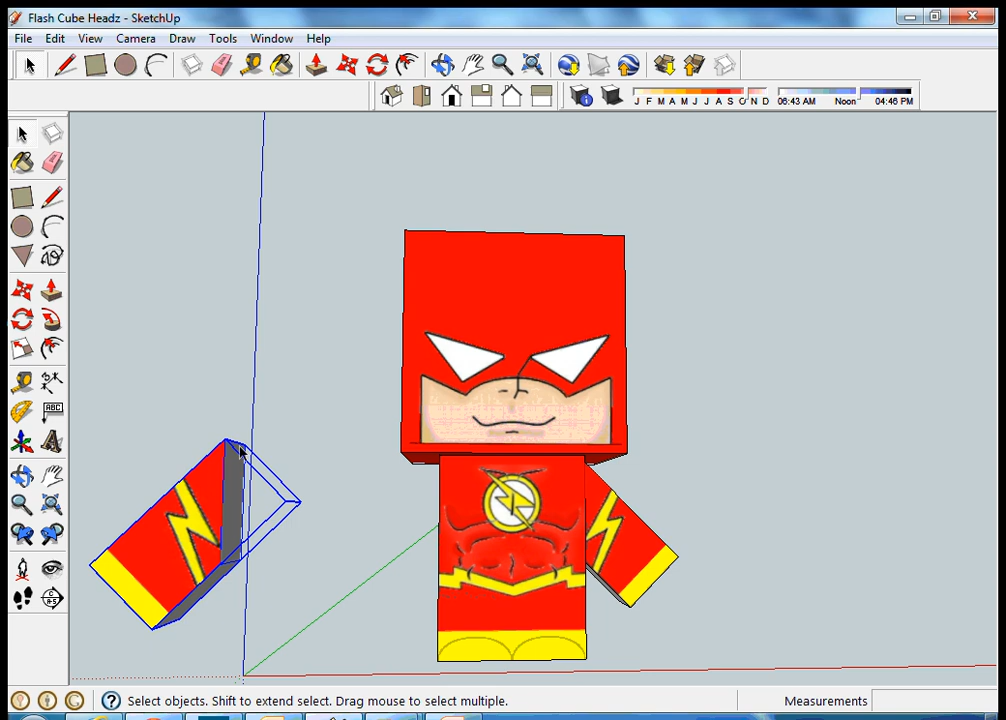 Flash Cube Headz - SketchUp
File Edit View Camera Draw Tools Window Help
J F M A M J J A S O N D 06:43 AM Noon 04:46 PM
ABC
Select objects. Shift to extend select. Drag mouse to select multiple. Measurements